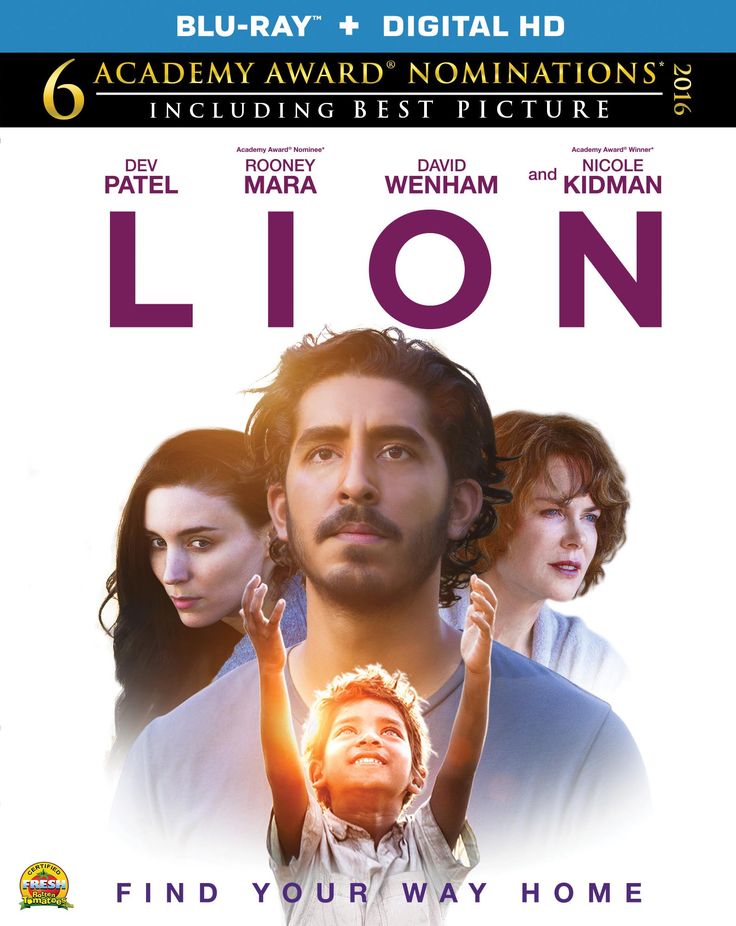 BLU-RAY™ + DIGITAL HD
6 ACADEMY AWARD® NOMINATIONS* 2016
INCLUDING BEST PICTURE
DEV PATEL
Academy Award® Nominee*
ROONEY MARA
DAVID WENHAM
and
Academy Award® Winner*
NICOLE KIDMAN
LION
CERTIFIED
FRESH
Rotten
Tomatoes
FIND YOUR WAY HOME